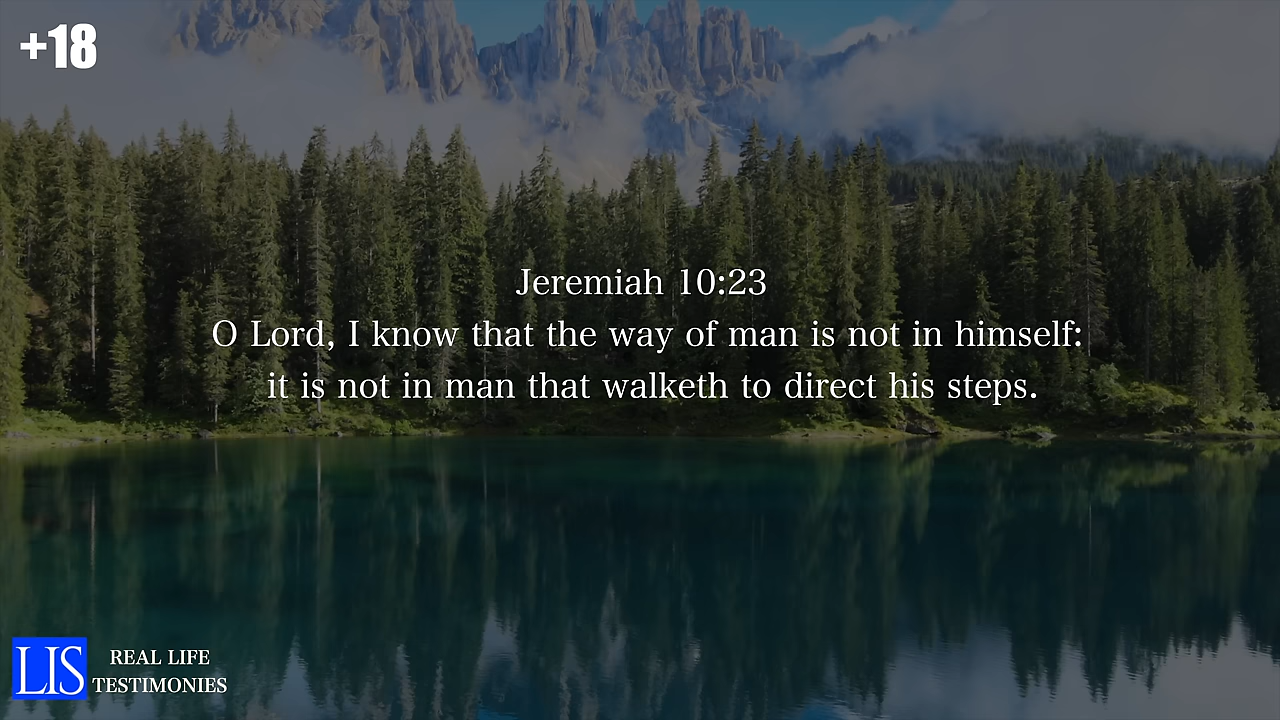 +18
Jeremiah 10:23
O Lord, I know that the way of man is not in himself:
it is not in man that walketh to direct his steps.
LIS
REAL LIFE
TESTIMONIES